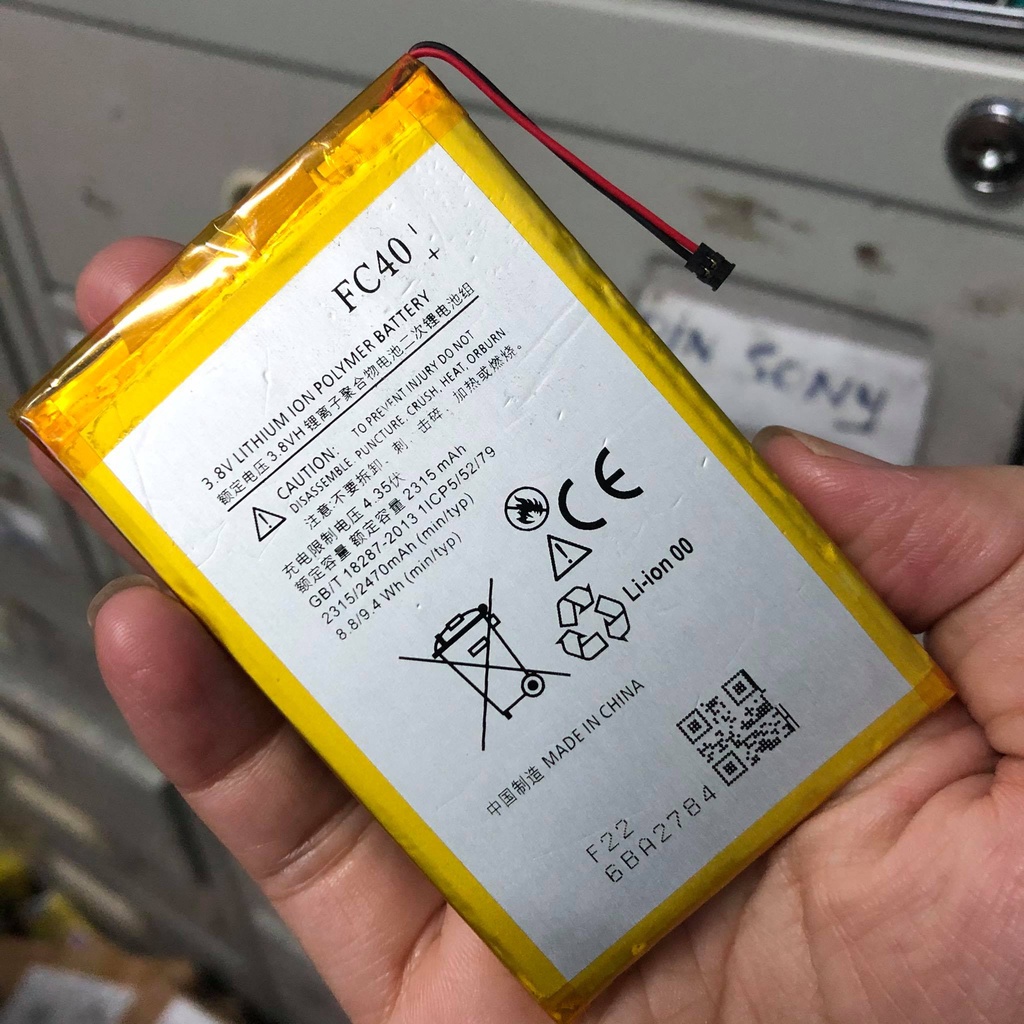 FC40
- +
3.8V LITHIUM ION POLYMER BATTERY
额定电压 3.8VH 锂离子聚合物电池二次锂电池组
CAUTION: TO PREVENT INJURY DO NOT
DISASSEMBLE, PUNCTURE, CRUSH, HEAT, ORBURN
注意:不要拆卸. 刺. 击碎. 加热或燃烧。
充电限制电压 4.35伏
额定容量 额定容量 2315 mAh
GB/T 18287-2013 1ICP5/52/79
2315/2470mAh (min/typ)
8.8/9.4 Wh (min/typ)
CE
Li-ion 00
中国制造 MADE IN CHINA
F22
6BA2784
SONY